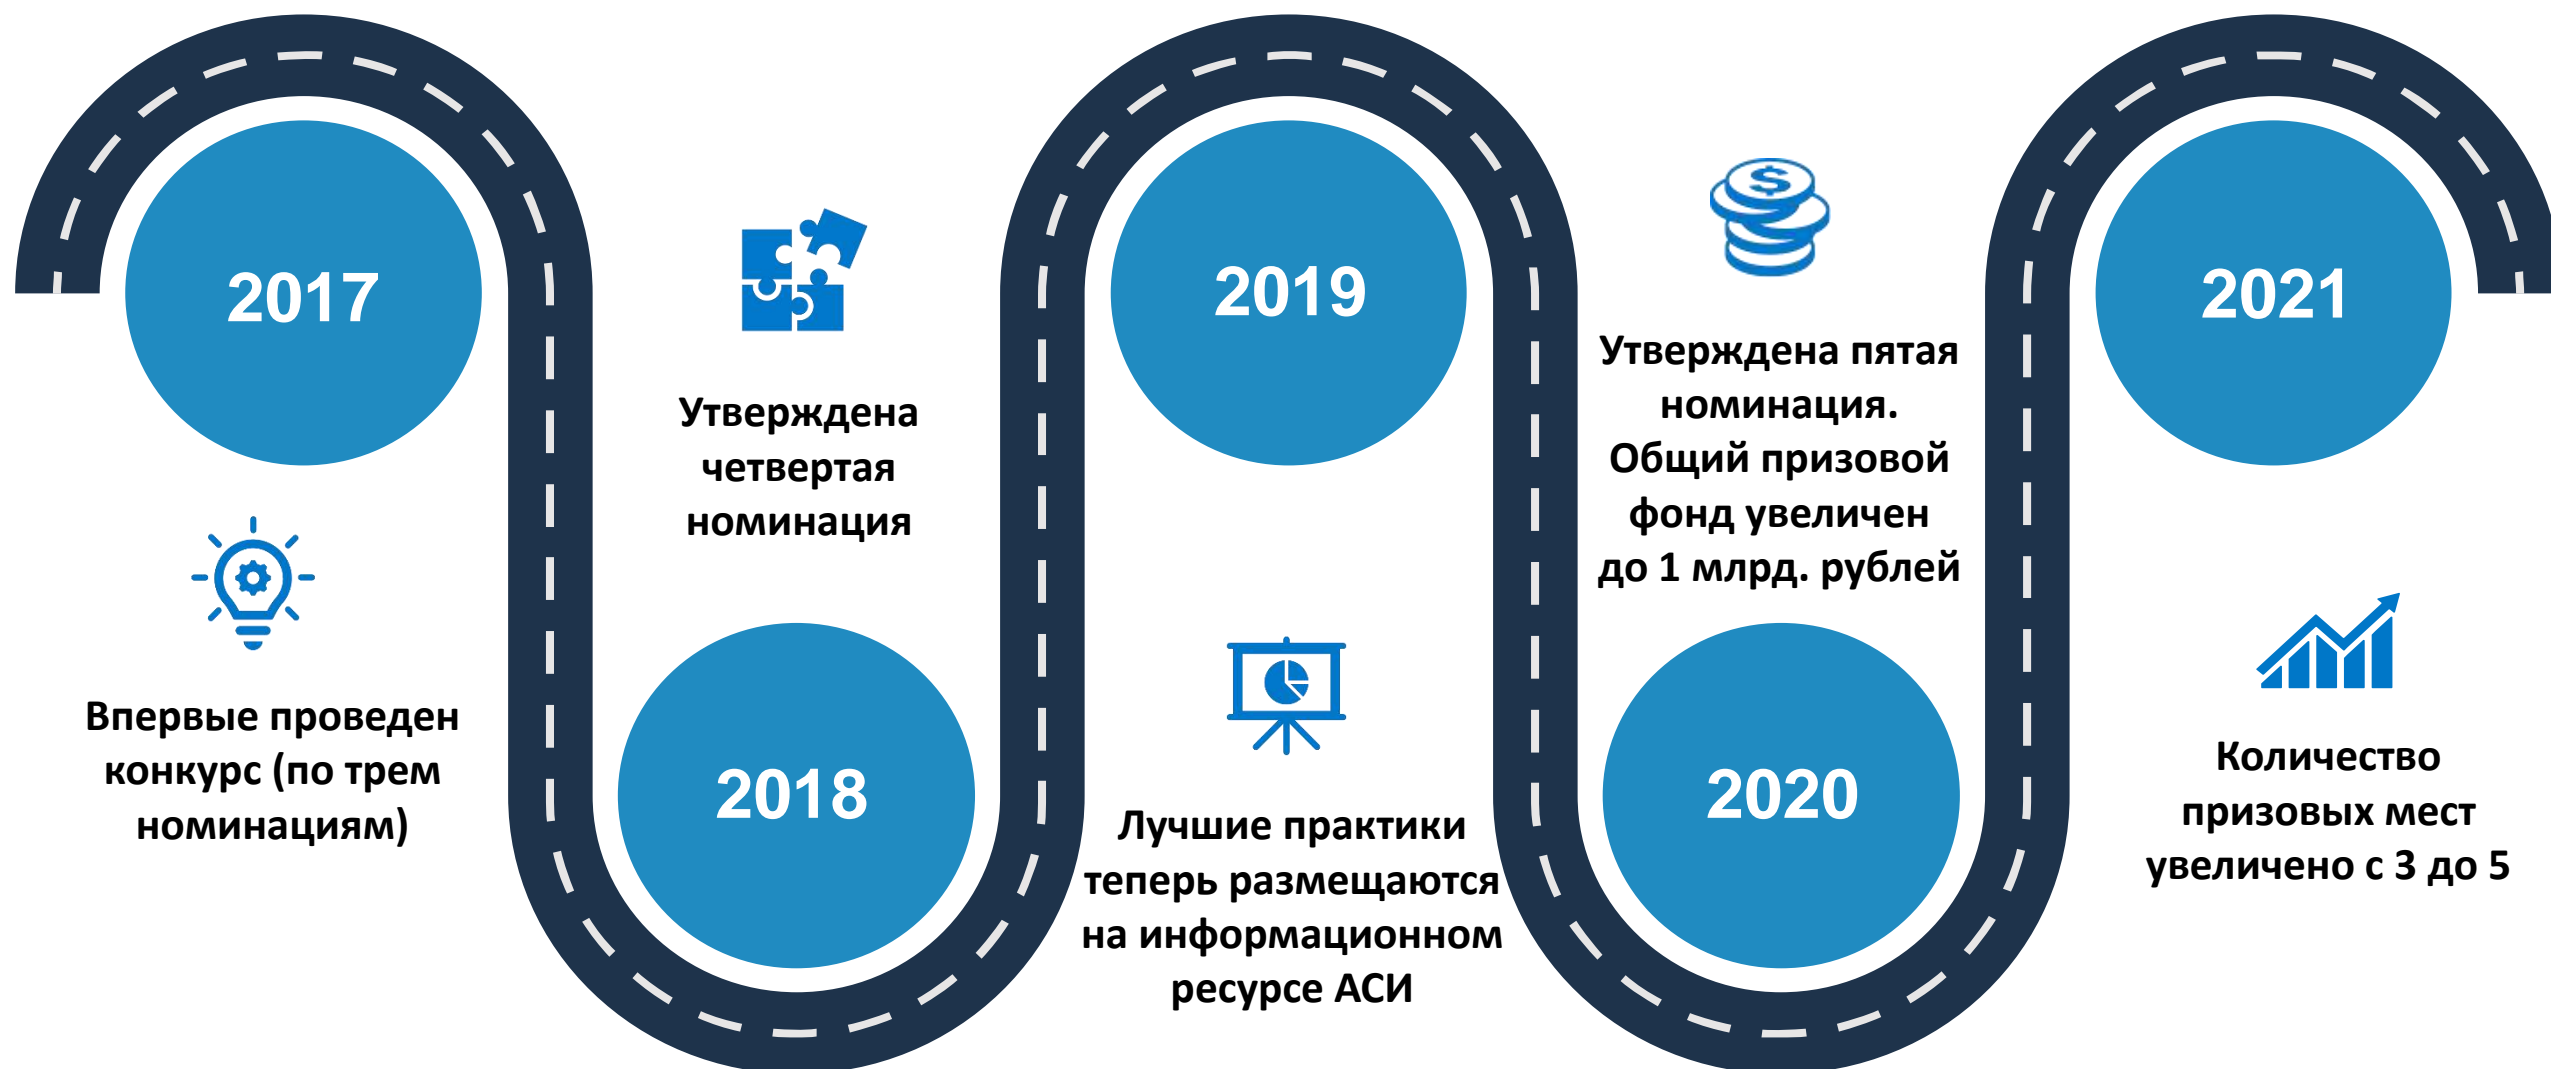 2017
Впервые проведен
конкурс (по трем
номинациям)
Утверждена
четвертая
номинация
2018
2019
Лучшие практики
теперь размещаются
на информационном
ресурсе АСИ
$
Утверждена пятая
номинация.
Общий призовой
фонд увеличен
до 1 млрд. рублей
2020
2021
Количество
призовых мест
увеличено с 3 до 5